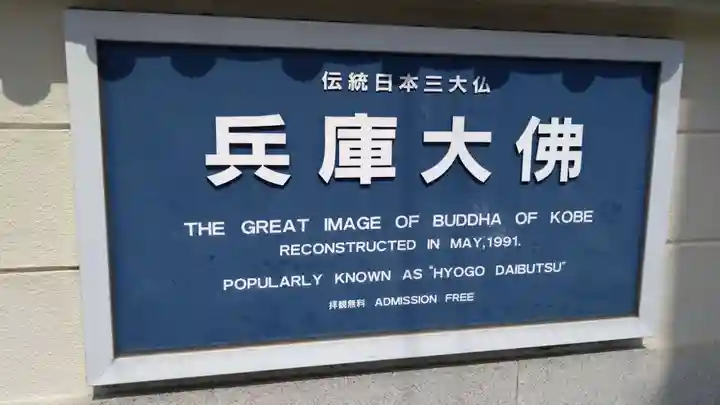 伝統日本三大仏
兵庫大佛
THE GREAT IMAGE OF BUDDHA OF KOBE
RECONSTRUCTED IN MAY,1991.
POPULARLY KNOWN AS "HYOGO DAIBUTSU"
拝観無料 ADMISSION FREE